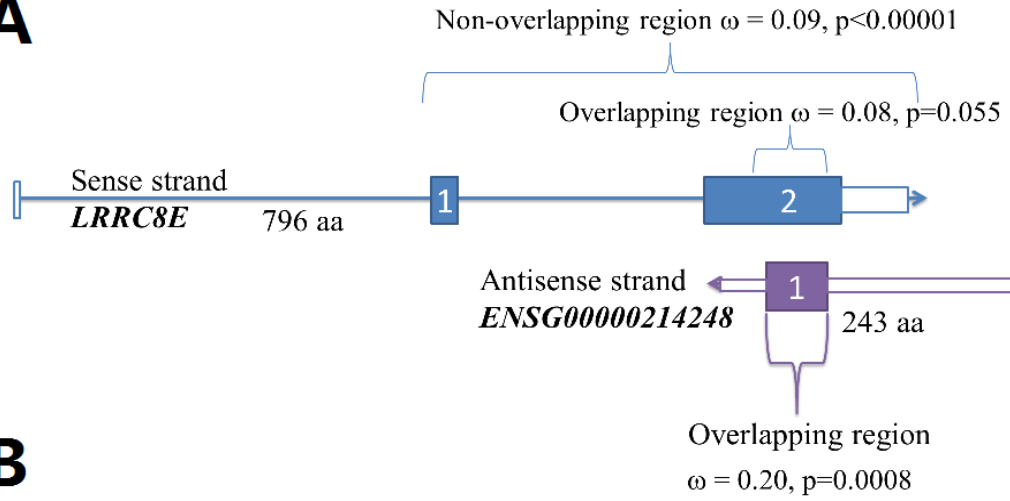 A
Non-overlapping region ω = 0.09, p<0.00001
Overlapping region ω = 0.08, p=0.055
Sense strand
LRRC8E 796 aa
1
2
Antisense strand
ENSG00000214248
1
243 aa
Overlapping region
ω = 0.20, p=0.0008
B